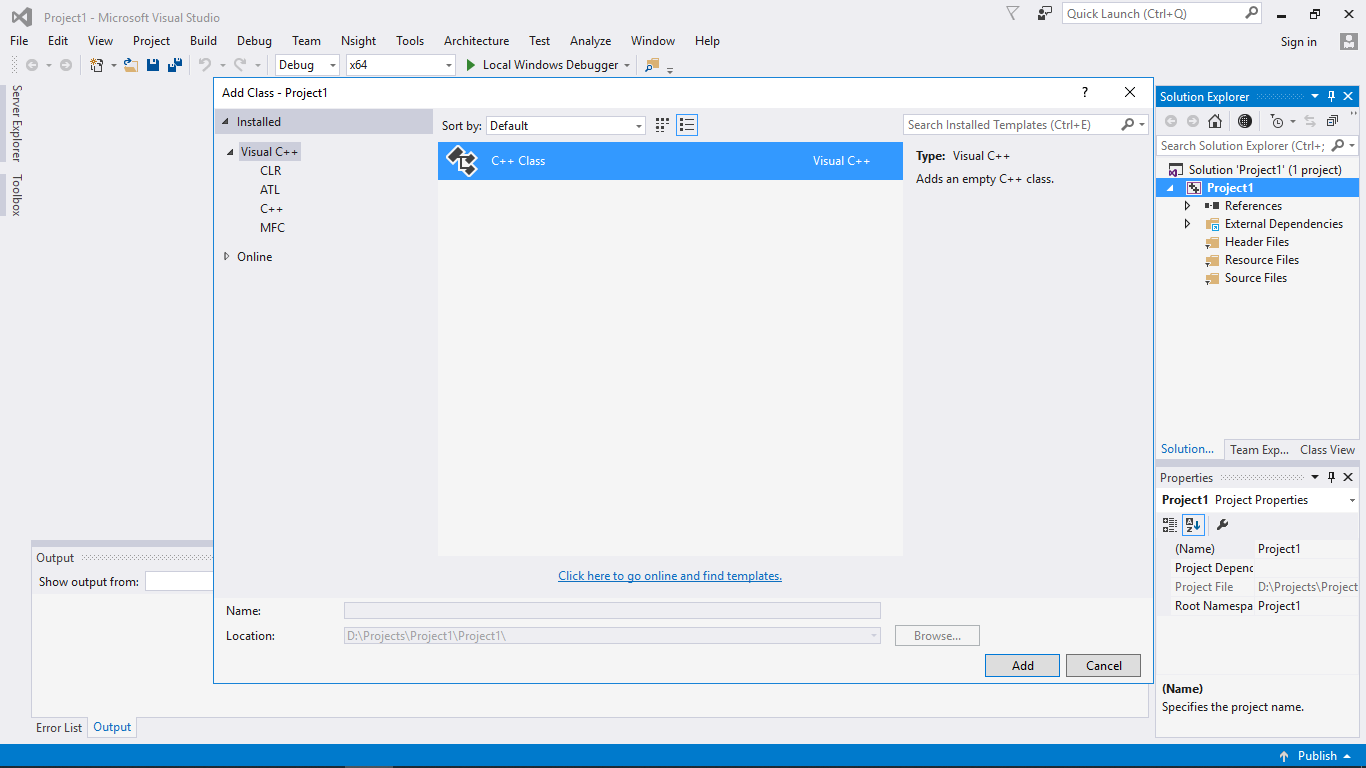 Project1 - Microsoft Visual Studio
Quick Launch (Ctrl+Q)
File Edit View Project Build Debug Team Nsight Tools Architecture Test Analyze Window Help
Sign in
Debug x64 Local Windows Debugger
Server Explorer
Toolbox
Add Class - Project1
?
Installed
Visual C++
CLR
ATL
C++
MFC
Online
Sort by: Default
C++ Class Visual C++
Click here to go online and find templates.
Search Installed Templates (Ctrl+E)
Type: Visual C++
Adds an empty C++ class.
Name:
Location: D:\Projects\Project1\Project1\
Browse...
Add Cancel
Solution Explorer
Search Solution Explorer (Ctrl+;
Solution 'Project1' (1 project)
Project1
References
External Dependencies
Header Files
Resource Files
Source Files
Solution... Team Exp... Class View
Properties
Project1 Project Properties
(Name) Project1
Project Depenc
Project File D:\Projects\Project
Root Namespa Project1
(Name)
Specifies the project name.
Output
Show output from:
Error List Output
Publish